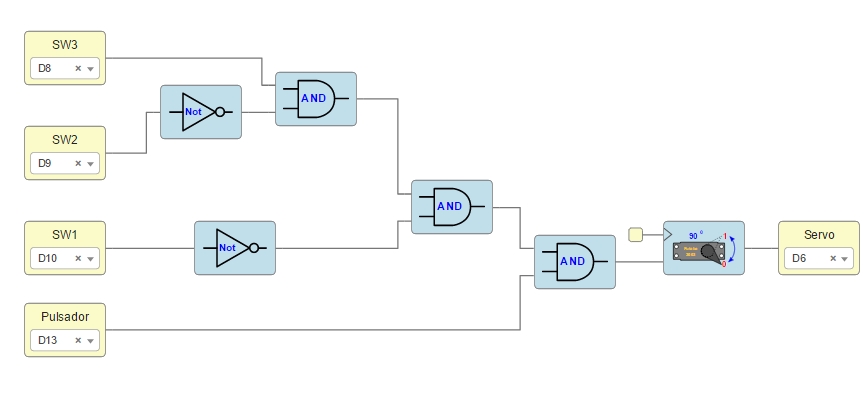 SW3
D8
Not
AND
SW2
D9
AND
SW1
D10
Not
AND
90 °
1
0
Servo
D6
Pulsador
D13